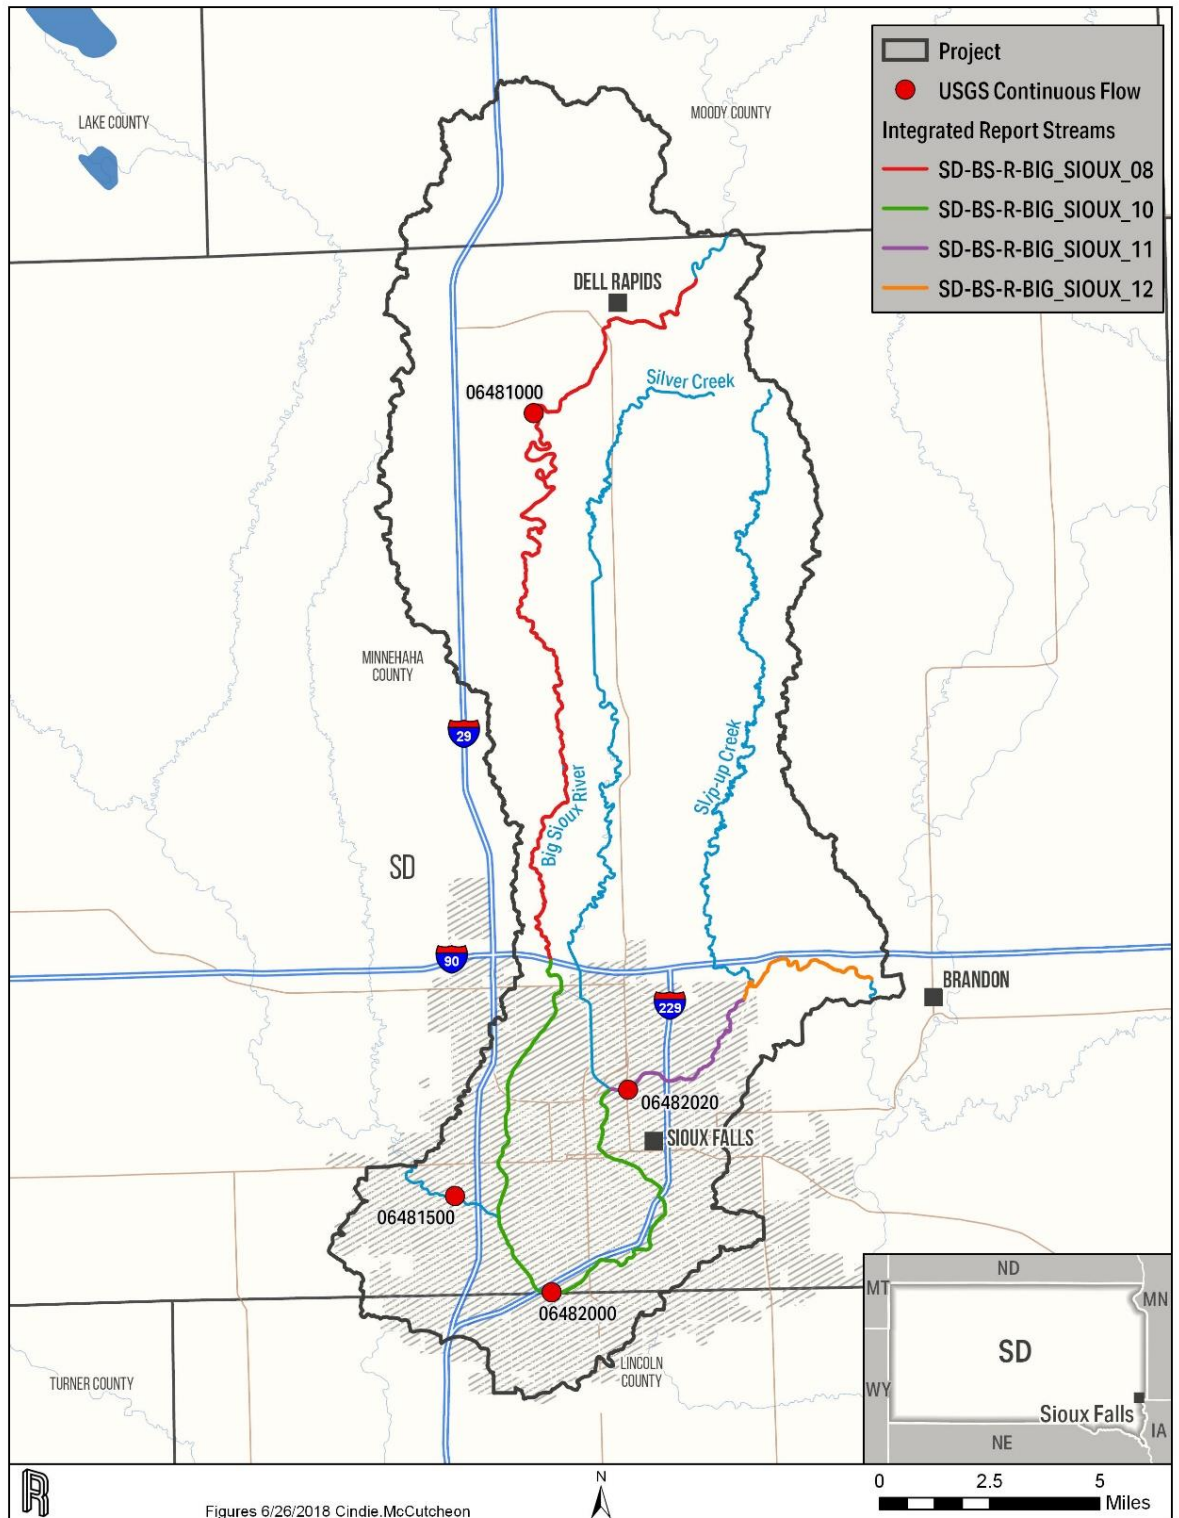 Project
USGS Continuous Flow
Integrated Report Streams
SD-BS-R-BIG_SIOUX_08
SD-BS-R-BIG_SIOUX_10
SD-BS-R-BIG_SIOUX_11
SD-BS-R-BIG_SIOUX_12
LAKE COUNTY
MOODY COUNTY
DELL RAPIDS
Silver Creek
06481000
MINNEHAHA
COUNTY
29
Slip-up Creek
Big Sioux River
SD
90
BRANDON
229
06482020
SIOUX FALLS
06481500
06482000
LINCOLN
COUNTY
TURNER COUNTY
ND
MT
MN
SD
WY
Sioux Falls
IA
NE
N
0 2.5 5
Miles
R
Figures 6/26/2018 Cindie.McCutcheon